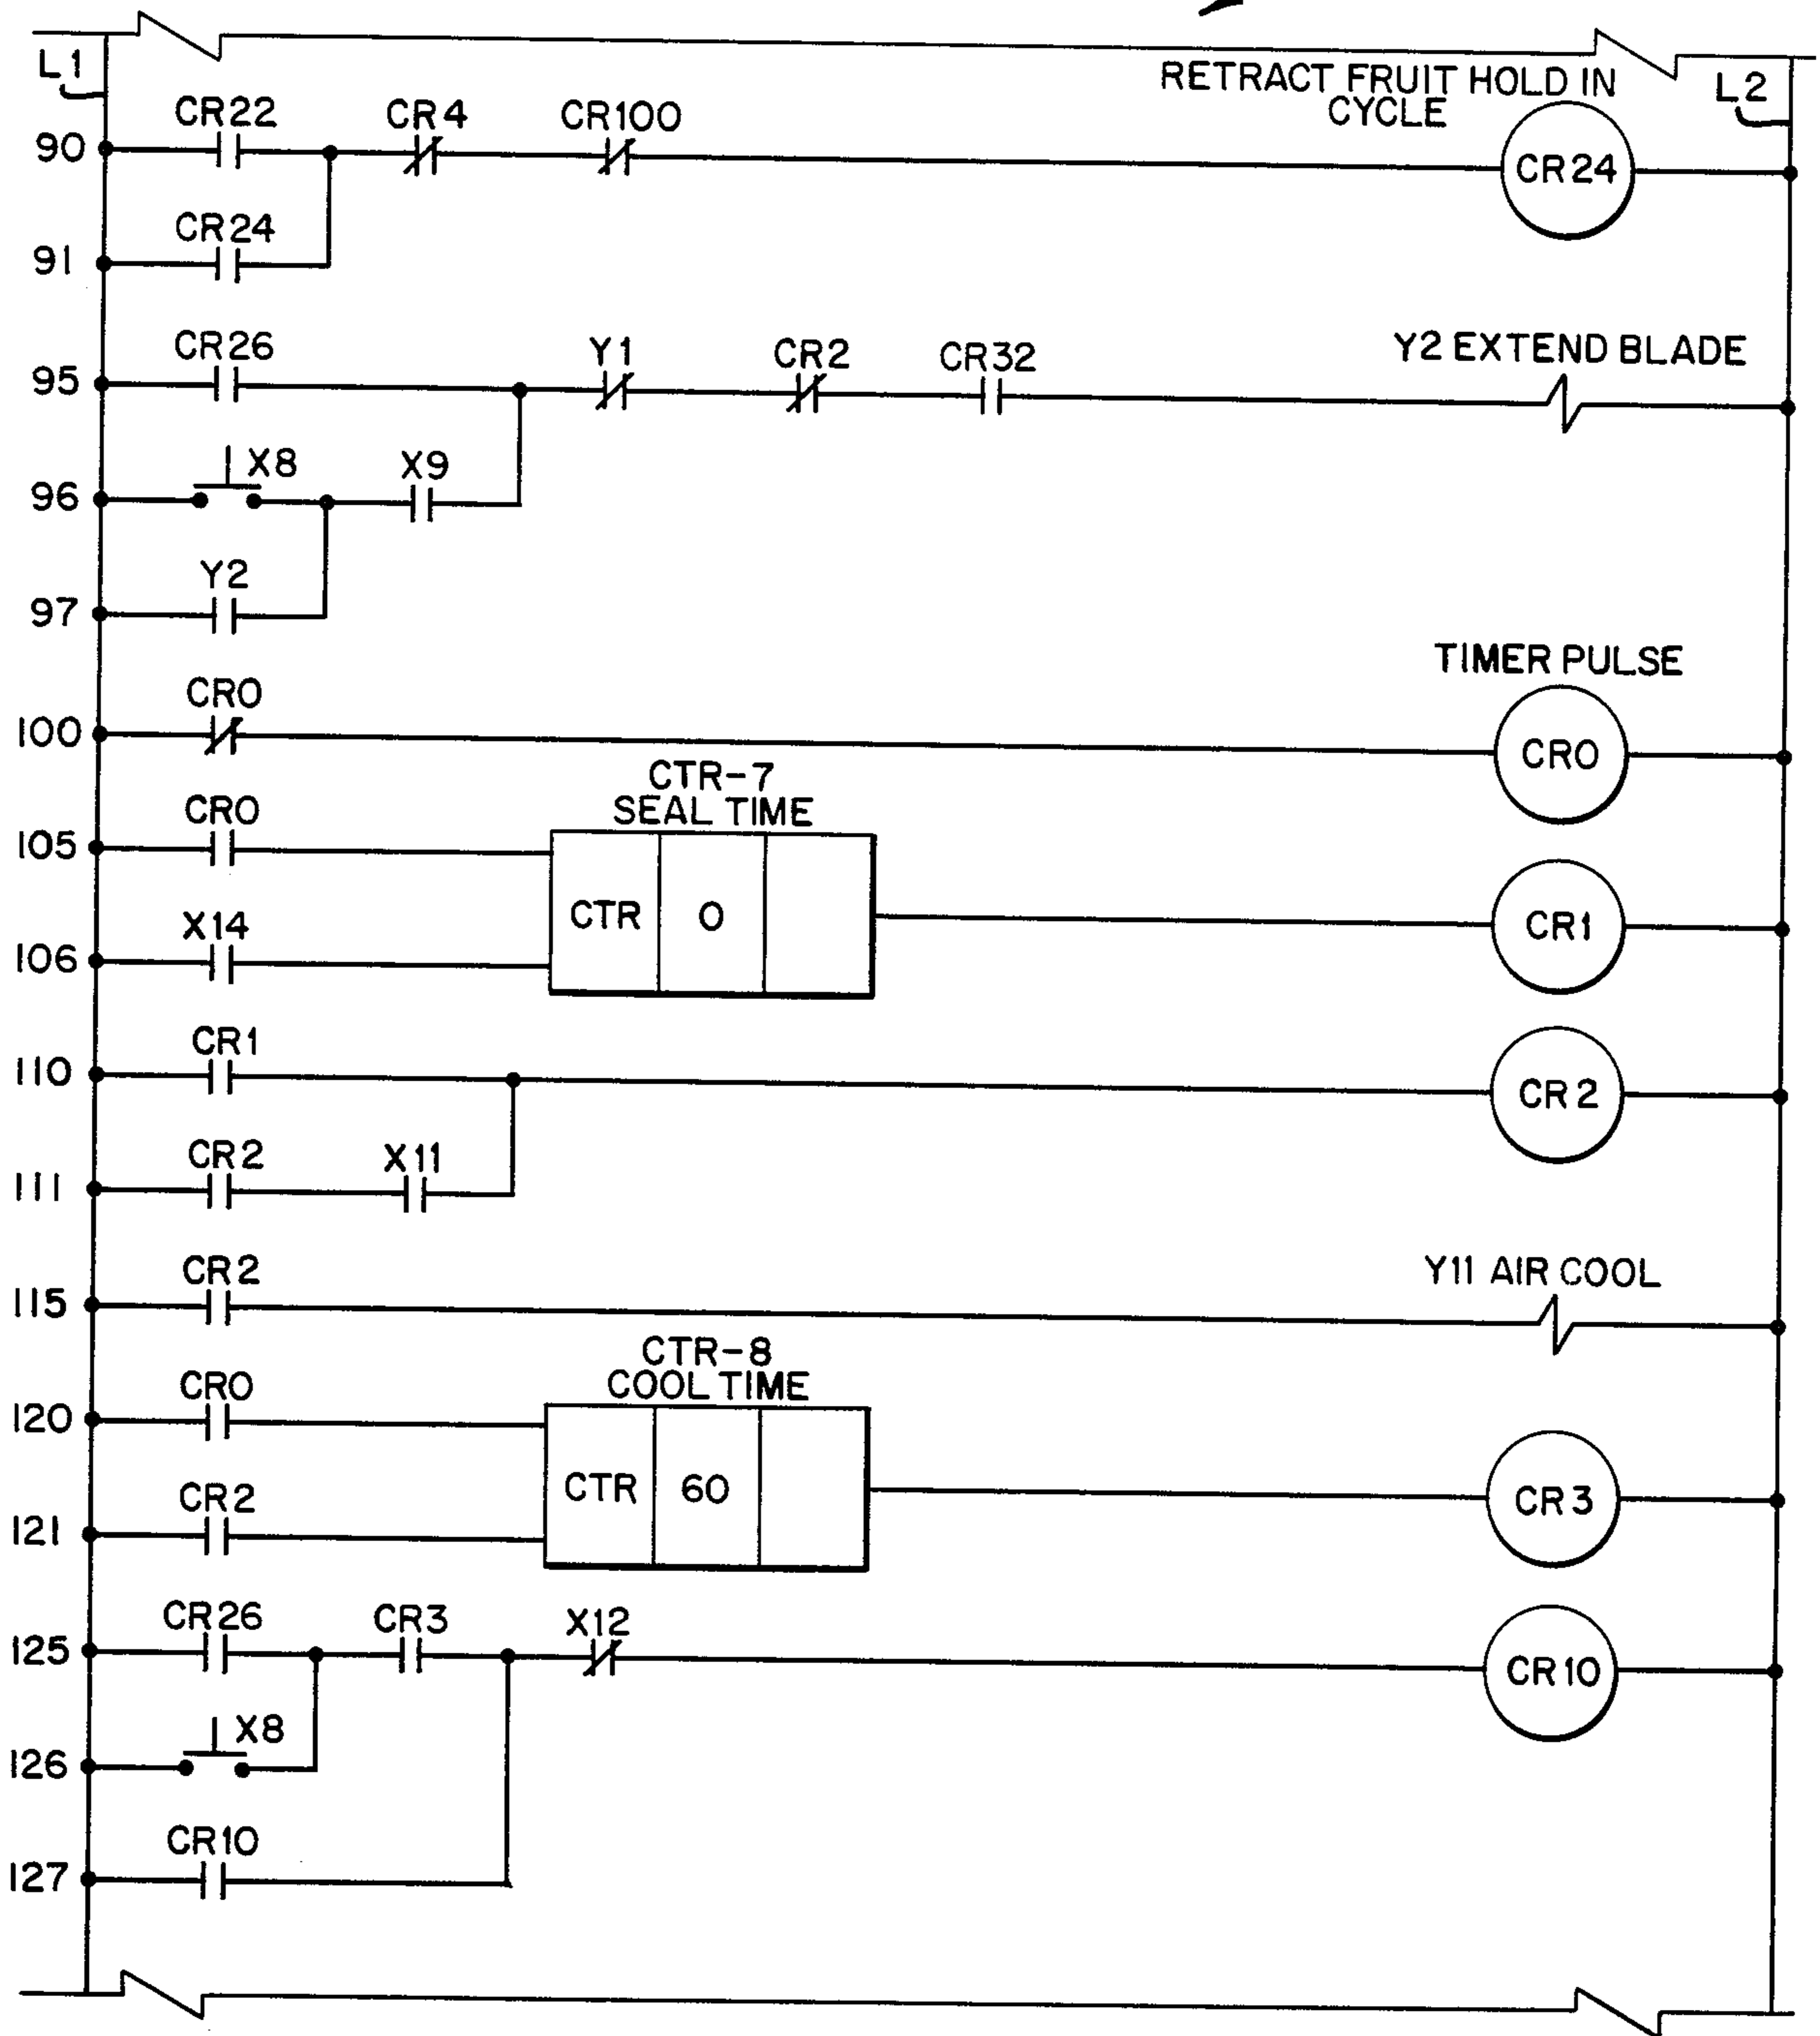 L1
RETRACT FRUIT HOLD IN
CYCLE
L2
CR22 CR4 CR100
90
CR24
CR24
91
CR26 Y1 CR2 CR32 Y2 EXTEND BLADE
95
X8 X9
96
Y2
97
TIMER PULSE
CR0
100
CR0
CTR-7
SEAL TIME
CR0
105
CTR 0
CR1
X14
106
CR1
110
CR2
CR2 X11
111
CR2 Y11 AIR COOL
115
CTR-8
COOL TIME
CR0
120
CTR 60
CR3
CR2
121
CR26 CR3 X12
125
CR10
X8
126
CR10
127